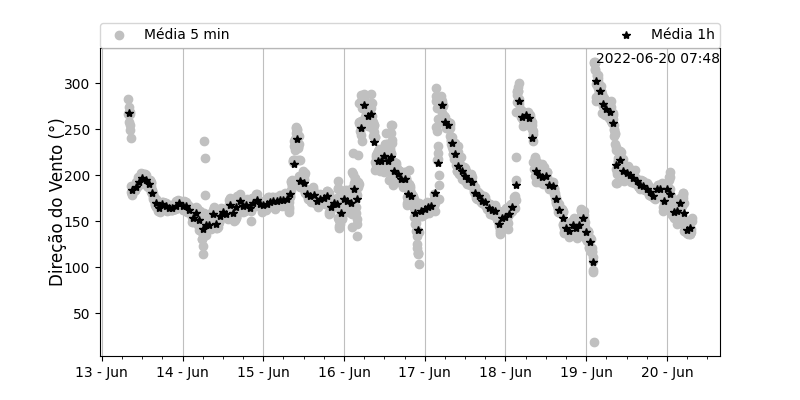 Média 5 min
Média 1h
2022-06-20 07:48
Direção do Vento (°)
300
250
200
150
100
50
13 - Jun
14 - Jun
15 - Jun
16 - Jun
17 - Jun
18 - Jun
19 - Jun
20 - Jun